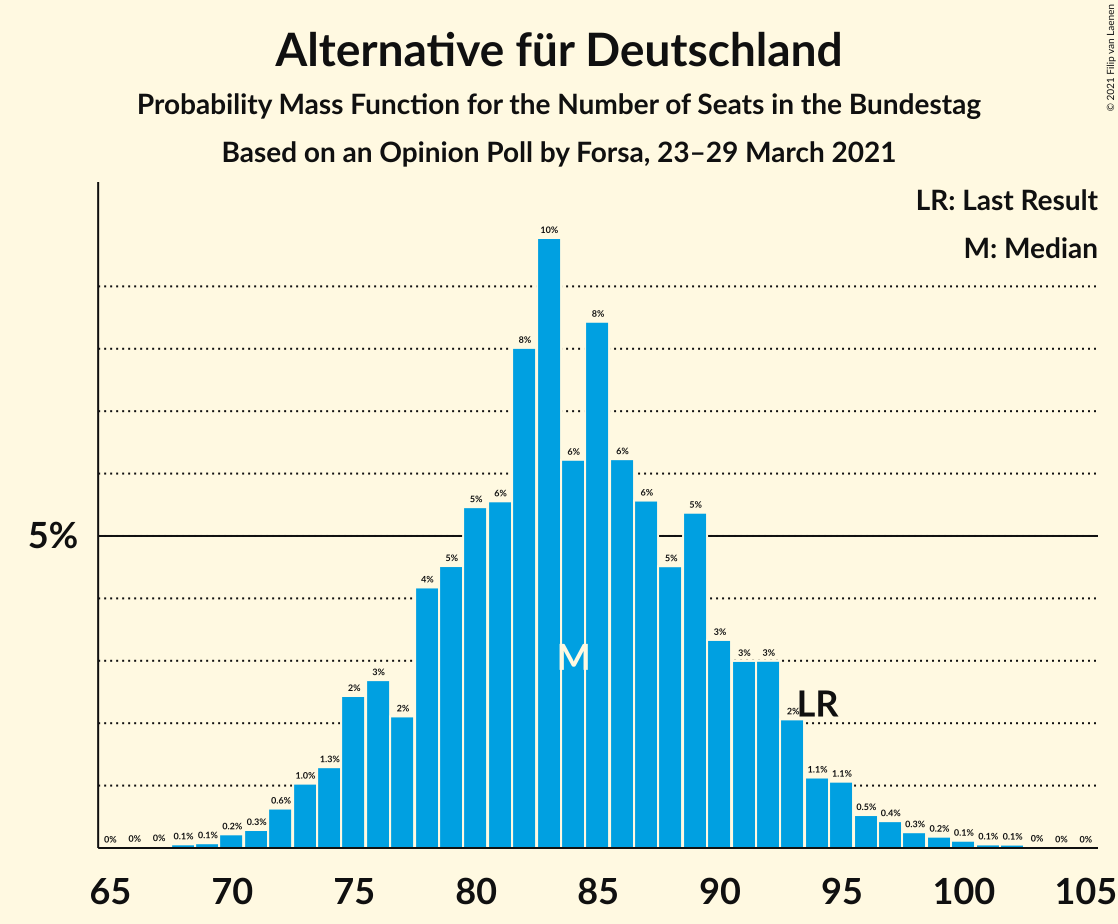 Alternative für Deutschland
Probability Mass Function for the Number of Seats in the Bundestag
Based on an Opinion Poll by Forsa, 23–29 March 2021
© 2021 Filip van Laenen
LR: Last Result
M: Median
5%
0% 0% 0% 0.1% 0.1% 0.2% 0.3% 0.6% 1.0% 1.3% 2% 3% 2% 4% 5% 5% 6% 8% 10% 6% 8% 6% 6% 5% 5% 3% 3% 3% 2% 1.1% 1.1% 0.5% 0.4% 0.3% 0.2% 0.1% 0.1% 0.1% 0% 0% 0%
M
LR
65 70 75 80 85 90 95 100 105